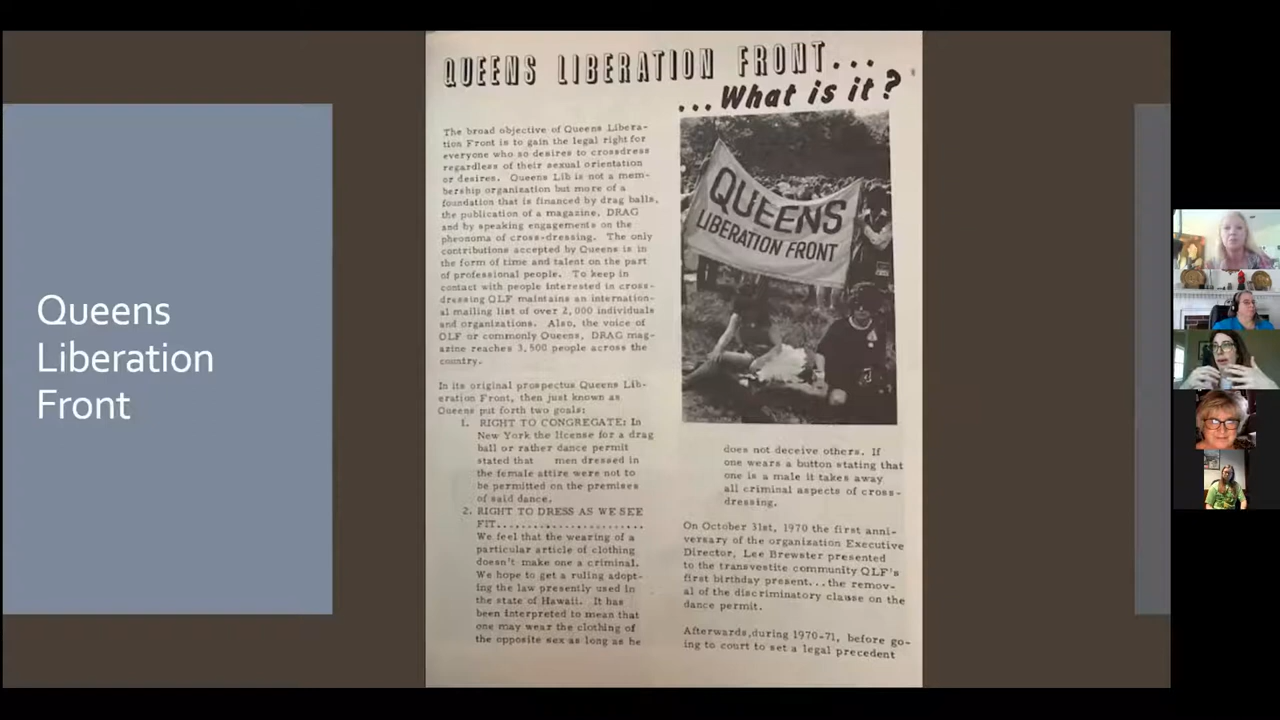 Queens
Liberation
Front
QUEENS LIBERATION FRONT...
...What is it?
The broad objective of Queens Libera-
tion Front is to gain the legal right for
everyone who so desires to crossdress
regardless of their sexual orientation
or desires. Queens Lib is not a mem-
bership organization but more of a
foundation that is financed by drag balls,
the publication of a magazine, DRAG
and by speaking engagements on the
pheonoma of cross-dressing. The only
contributions accepted by Queens is in
the form of time and talent on the part
of professional people. To keep in
contact with people interested in cross-
dressing QLF maintains an internation-
al mailing list of over 2,000 individuals
and organizations. Also, the voice of
QLF or commonly Queens, DRAG mag-
azine reaches 3,500 people across the
country.
In its original prospectus Queens Lib-
eration Front, then just known as
Queens put forth two goals:
1. RIGHT TO CONGREGATE: In
New York the license for a drag
ball or rather dance permit
stated that men dressed in
the female attire were not to
be permitted on the premises
of said dance.
2. RIGHT TO DRESS AS WE SEE
FIT......................
We feel that the wearing of a
particular article of clothing
doesn't make one a criminal.
We hope to get a ruling adopt-
ing the law presently used in
the state of Hawaii. It has
been interpreted to mean that
one may wear the clothing of
the opposite sex as long as he
QUEENS
LIBERATION FRONT
does not deceive others. If
one wears a button stating that
one is a male it takes away
all criminal aspects of cross-
dressing.
On October 31st, 1970 the first anni-
versary of the organization Executive
Director, Lee Brewster presented
to the transvestite community QLF's
first birthday present...the remov-
al of the discriminatory clause on the
dance permit.
Afterwards, during 1970-71, before go-
ing to court to set a legal precedent